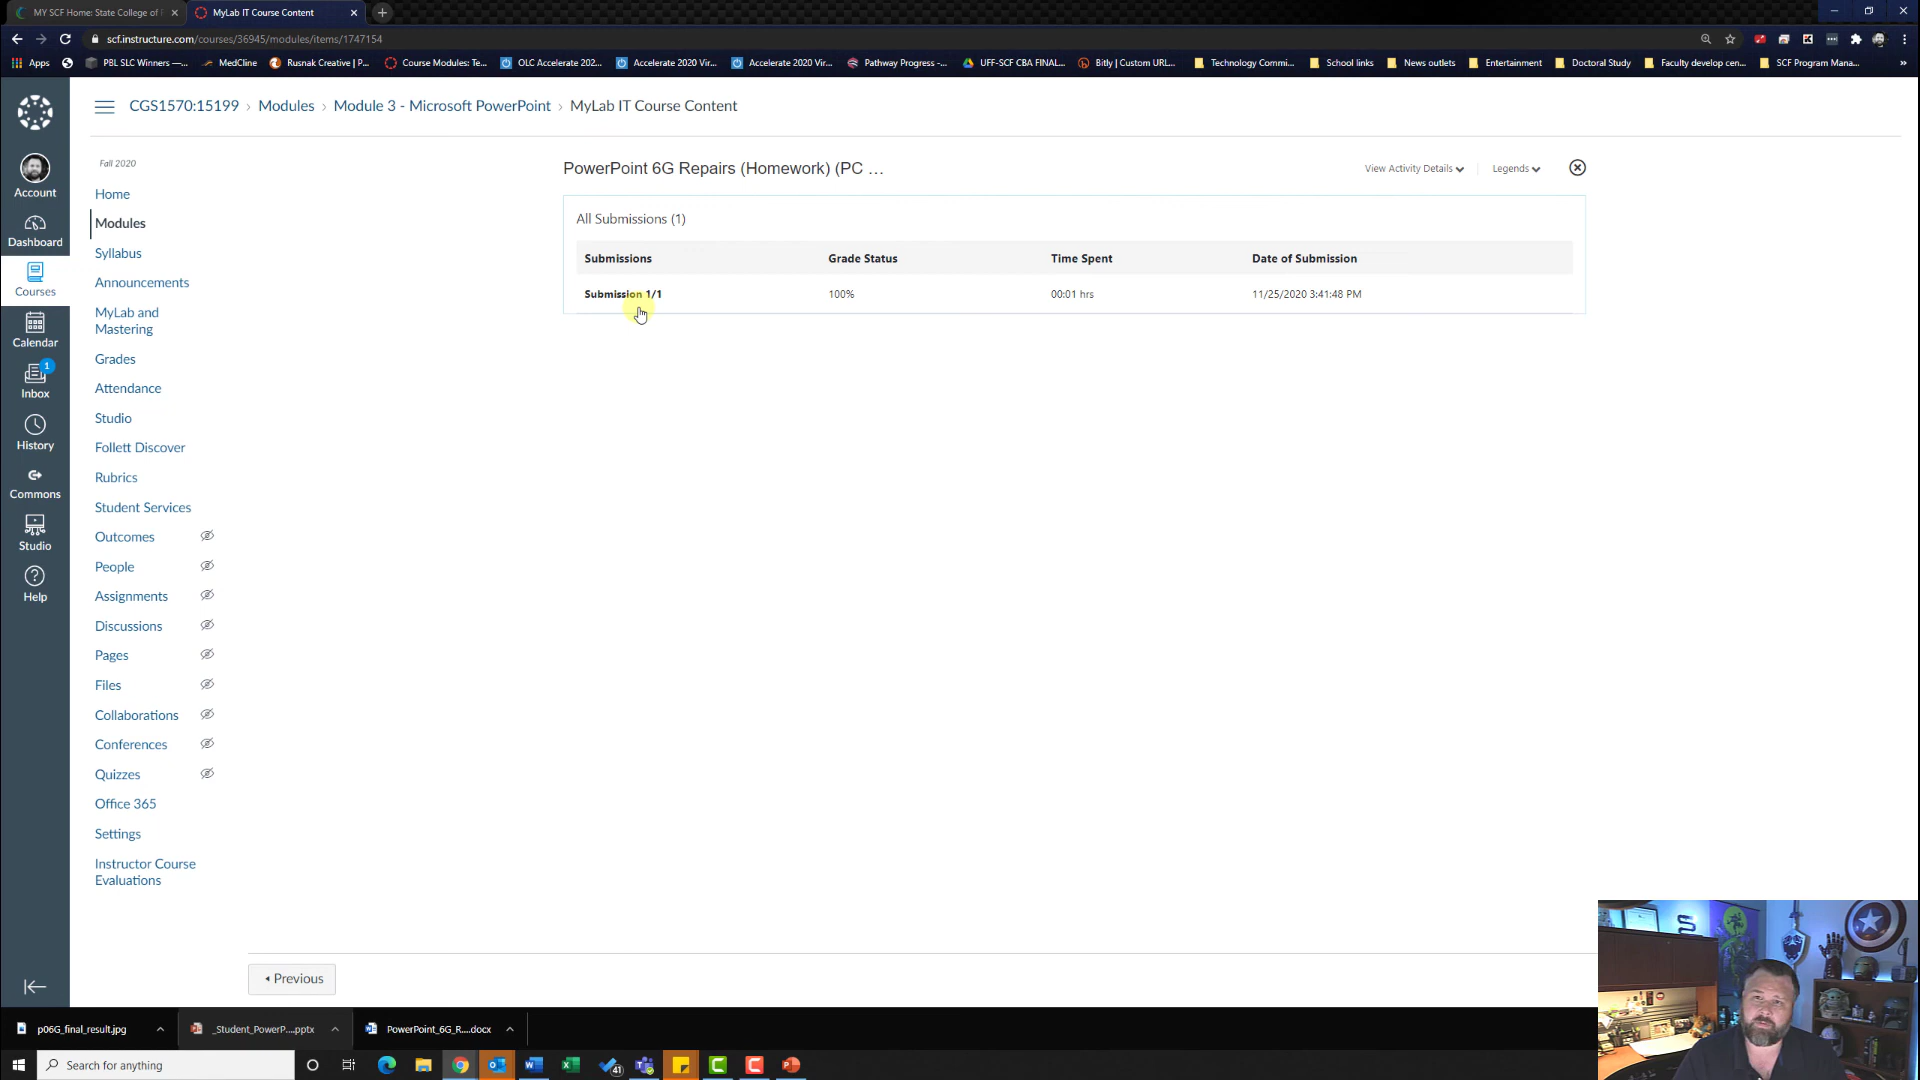 MY SCF Home: State College of F
MyLab IT Course Content
scf.instructure.com/courses/36945/modules/items/1747154
Apps
PBL SLC Winners —...
MedCline
Rusnak Creative | P...
Course Modules: Te...
OLC Accelerate 202...
Accelerate 2020 Vir...
Accelerate 2020 Vir...
Pathway Progress -...
UFF-SCF CBA FINAL...
Bitly | Custom URL...
Technology Commi...
School links
News outlets
Entertainment
Doctoral Study
Faculty develop cen...
SCF Program Mana...
»
CGS1570:15199 › Modules › Module 3 - Microsoft PowerPoint › MyLab IT Course Content
Account
Dashboard
Courses
Calendar
1
Inbox
History
Commons
Studio
Help
Fall 2020
Home
Modules
Syllabus
Announcements
MyLab and
Mastering
Grades
Attendance
Studio
Follett Discover
Rubrics
Student Services
Outcomes
People
Assignments
Discussions
Pages
Files
Collaborations
Conferences
Quizzes
Office 365
Settings
Instructor Course
Evaluations
PowerPoint 6G Repairs (Homework) (PC ...
View Activity Details
Legends
All Submissions (1)
Submissions Grade Status Time Spent Date of Submission
Submission 1/1 100% 00:01 hrs 11/25/2020 3:41:48 PM
Previous
p06G_final_result.jpg
_Student_PowerP....pptx
PowerPoint_6G_R....docx
Search for anything
41